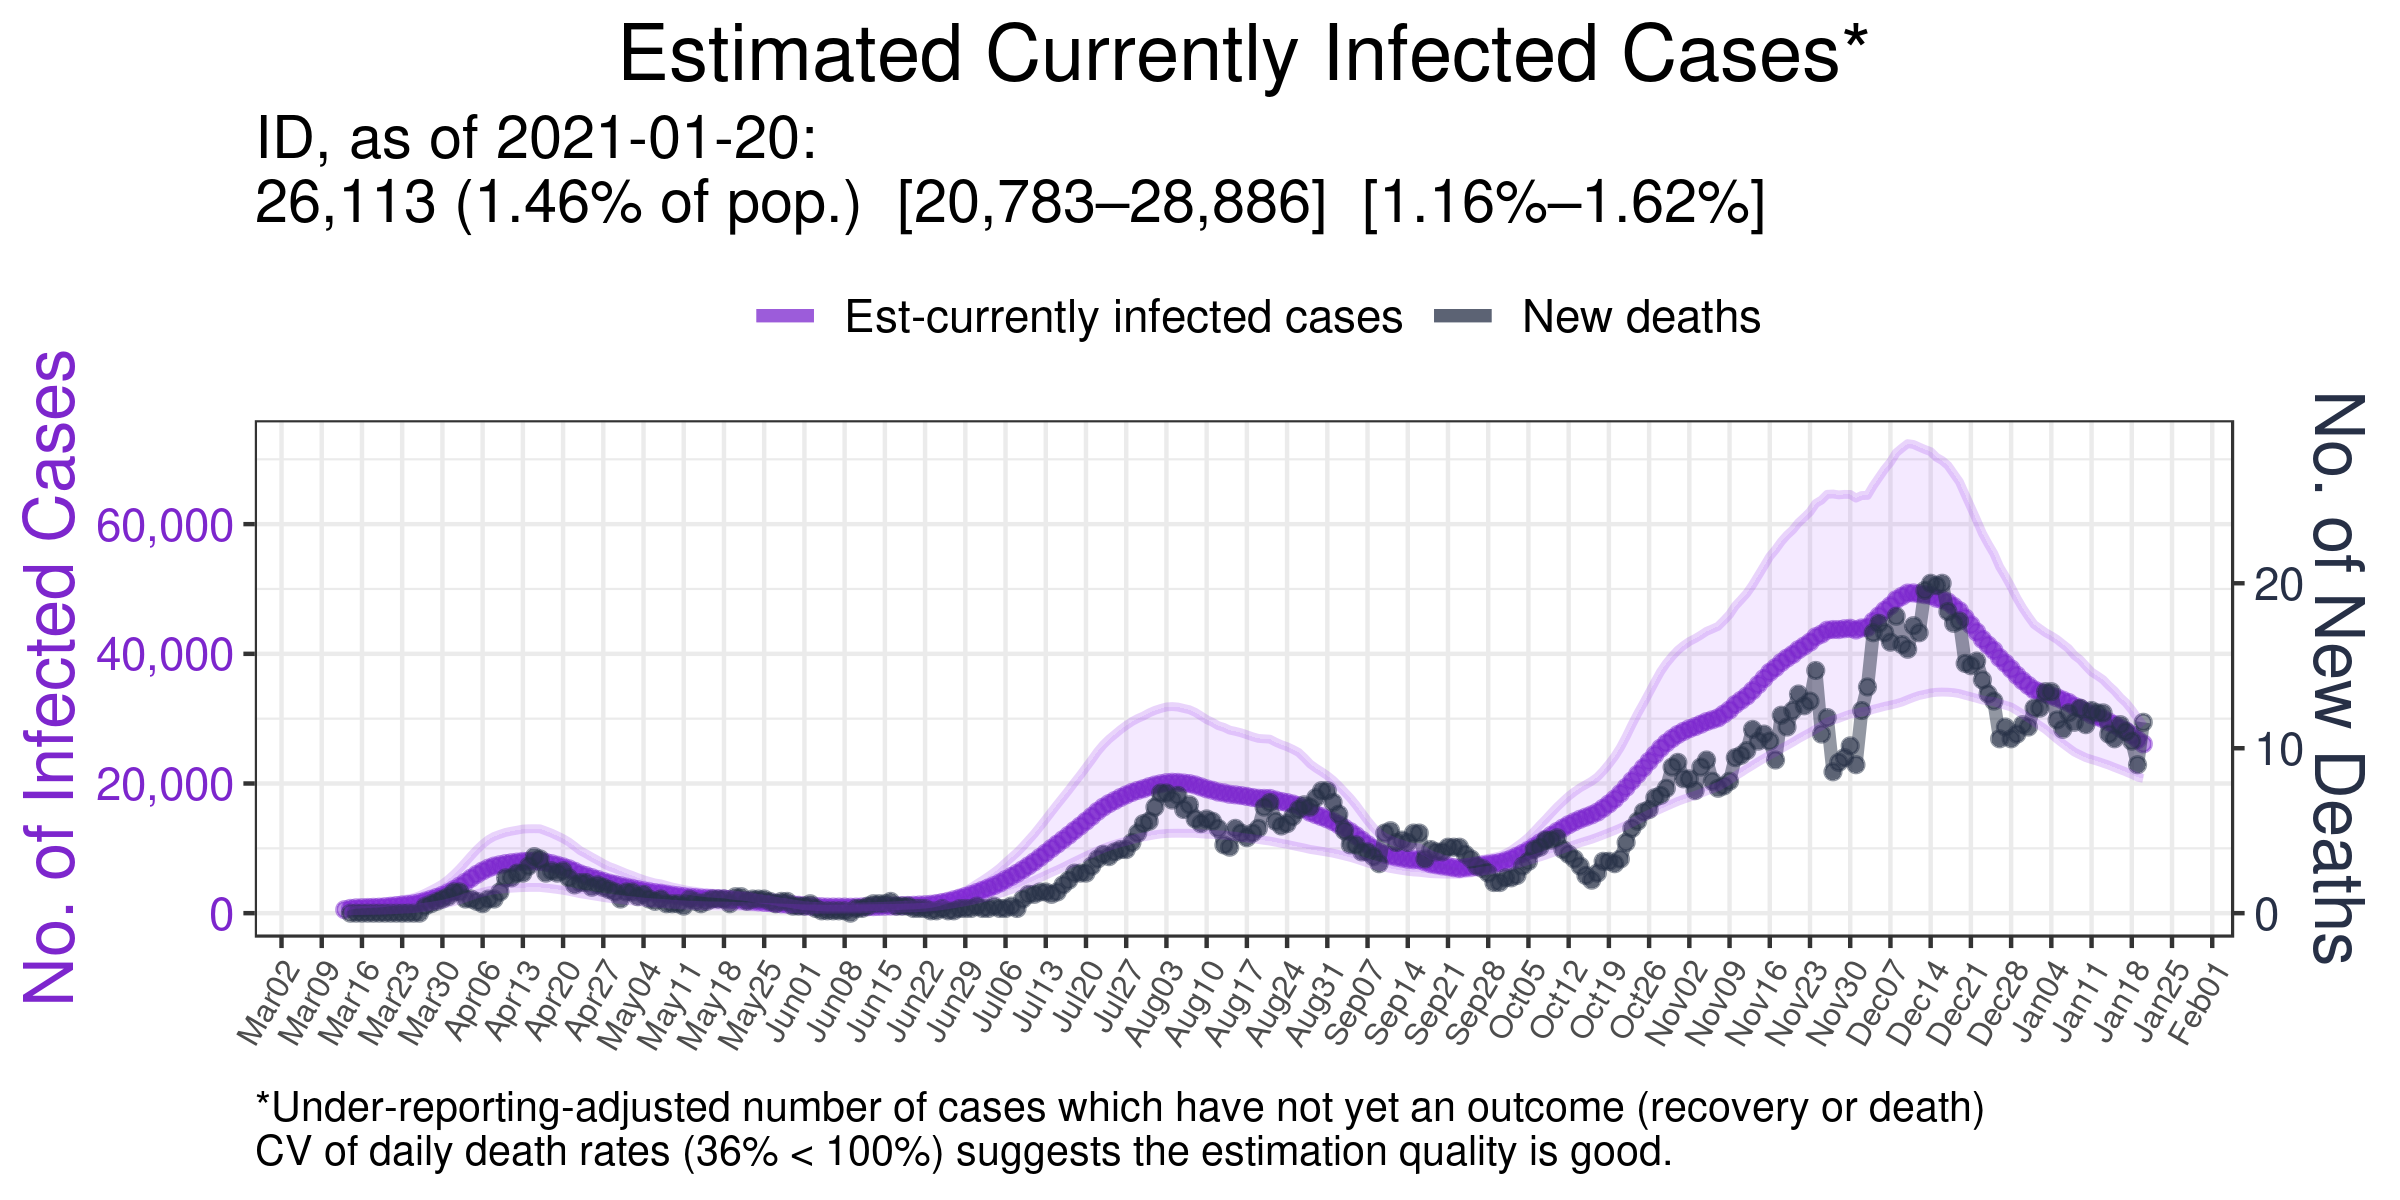 Estimated Currently Infected Cases*
ID, as of 2021-01-20:
26,113 (1.46% of pop.) [20,783–28,886] [1.16%–1.62%]
Est-currently infected cases
New deaths
No. of Infected Cases
60,000
40,000
20,000
0
No. of New Deaths
20
10
0
Mar02
Mar09
Mar16
Mar23
Mar30
Apr06
Apr13
Apr20
Apr27
May04
May11
May18
May25
Jun01
Jun08
Jun15
Jun22
Jun29
Jul06
Jul13
Jul20
Jul27
Aug03
Aug10
Aug17
Aug24
Aug31
Sep07
Sep14
Sep21
Sep28
Oct05
Oct12
Oct19
Oct26
Nov02
Nov09
Nov16
Nov23
Nov30
Dec07
Dec14
Dec21
Dec28
Jan04
Jan11
Jan18
Jan25
Feb01
*Under-reporting-adjusted number of cases which have not yet an outcome (recovery or death)
CV of daily death rates (36% < 100%) suggests the estimation quality is good.